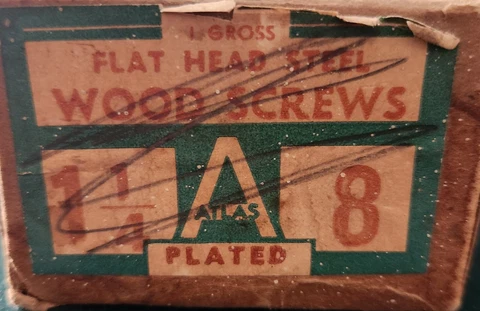 1 GROSS
FLAT HEAD STEEL
WOOD SCREWS
1 1/4
A
ATLAS
8
PLATED